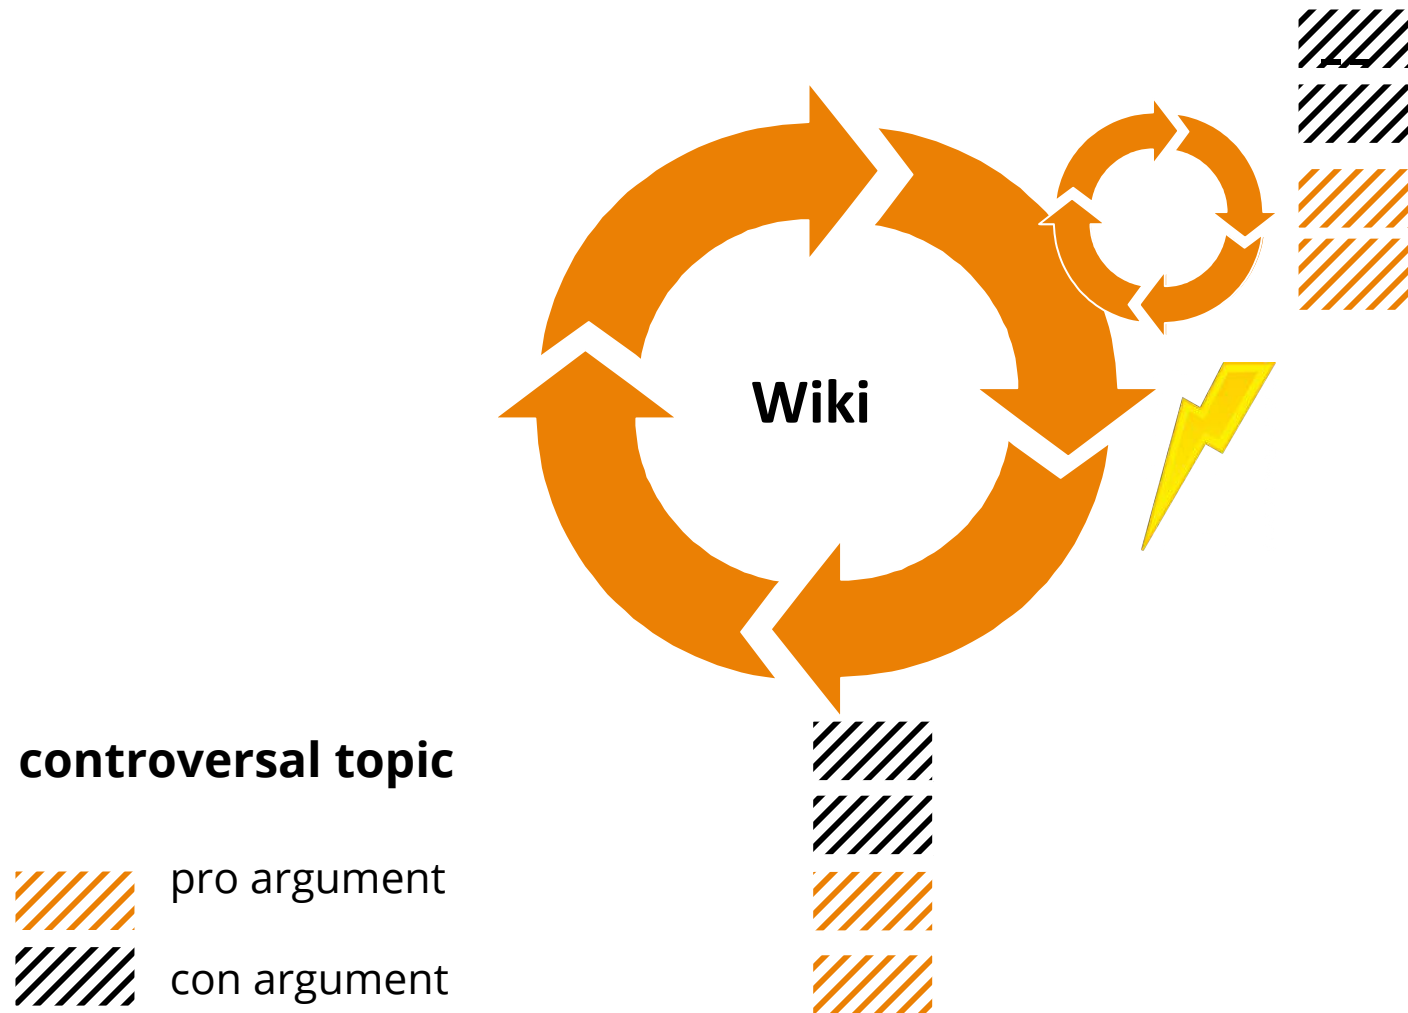 Wiki
controversal topic
pro argument
con argument